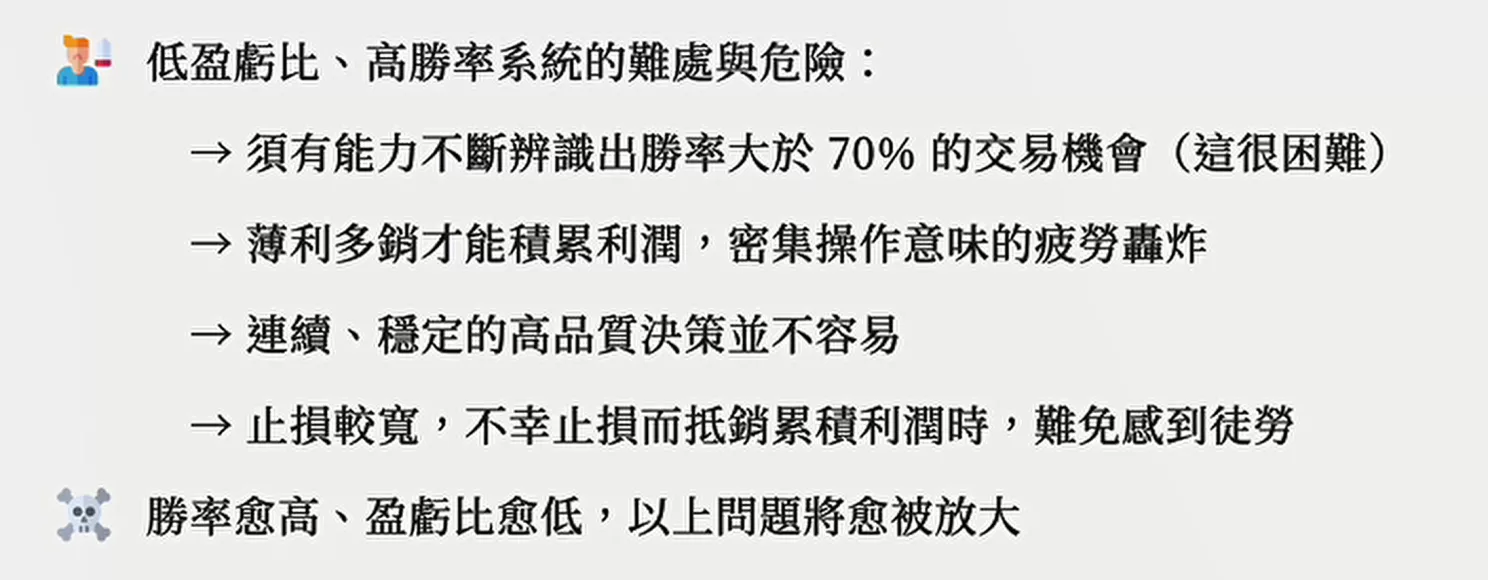 低盈虧比、高勝率系統的難處與危險：
→ 須有能力不斷辨識出勝率大於 70% 的交易機會（這很困難）
→ 薄利多銷才能積累利潤，密集操作意味的疲勞轟炸
→ 連續、穩定的高品質決策並不容易
→ 止損較寬，不幸止損而抵銷累積利潤時，難免感到徒勞
勝率愈高、盈虧比愈低，以上問題將愈被放大